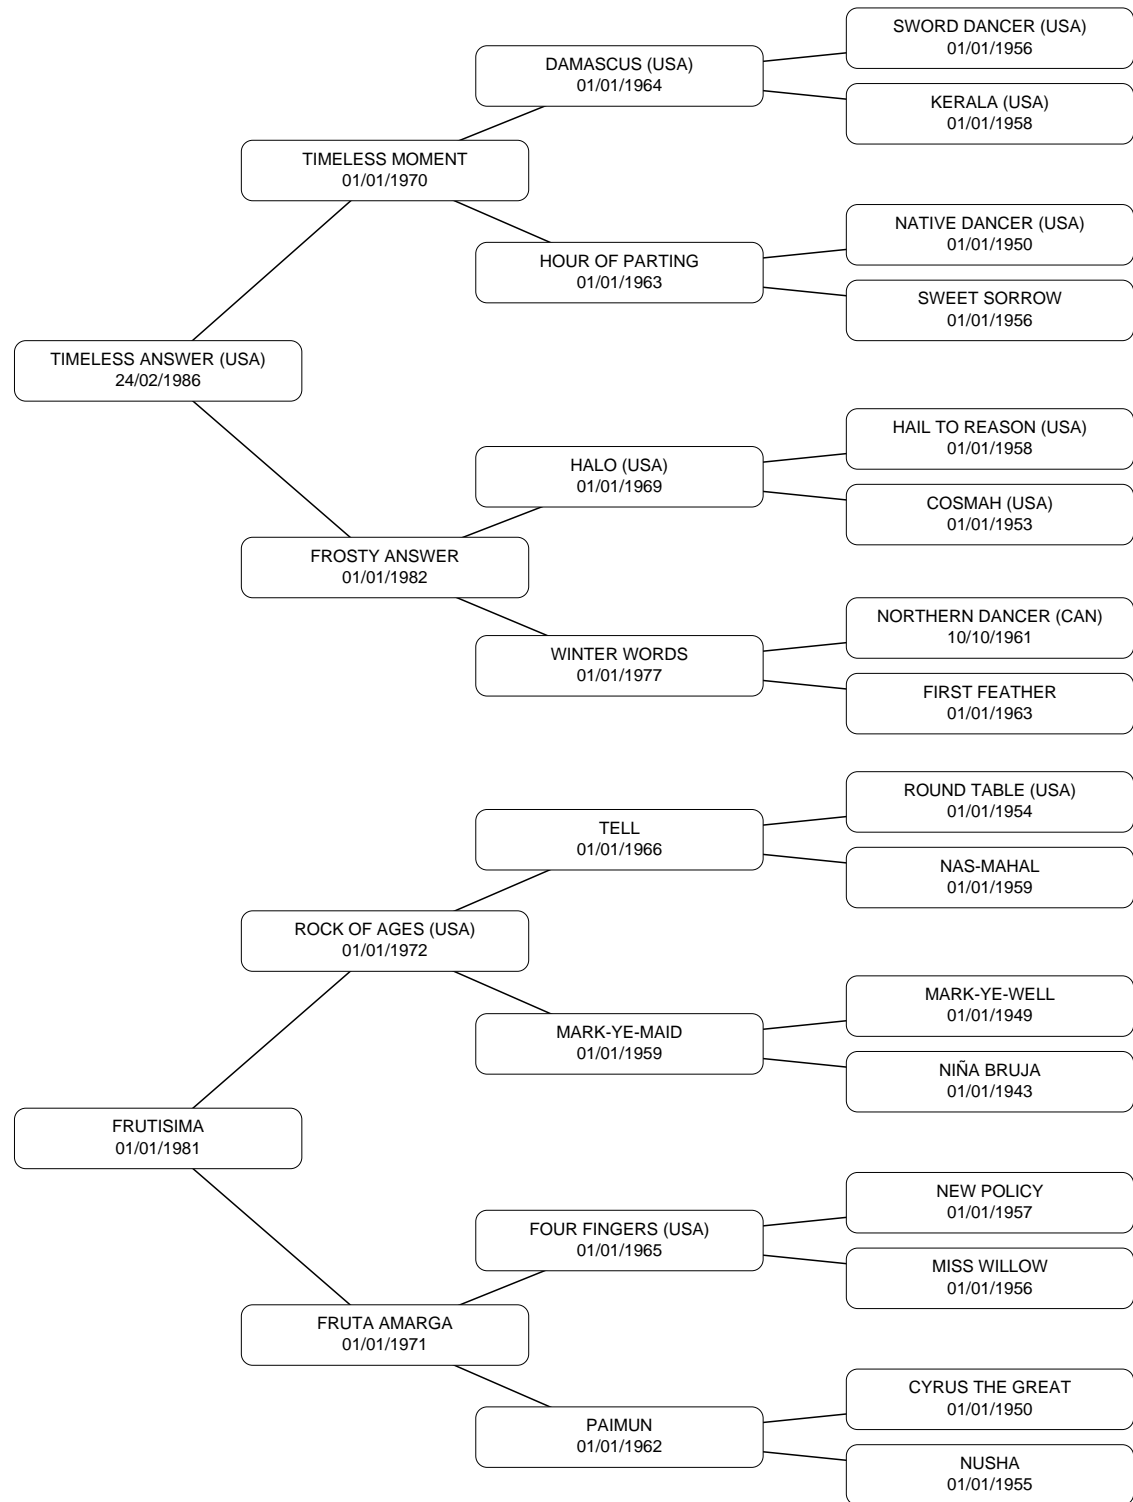 SWORD DANCER (USA)
01/01/1956
DAMASCUS (USA)
01/01/1964
KERALA (USA)
01/01/1958
TIMELESS MOMENT
01/01/1970
NATIVE DANCER (USA)
01/01/1950
HOUR OF PARTING
01/01/1963
SWEET SORROW
01/01/1956
TIMELESS ANSWER (USA)
24/02/1986
HAIL TO REASON (USA)
01/01/1958
HALO (USA)
01/01/1969
COSMAH (USA)
01/01/1953
FROSTY ANSWER
01/01/1982
NORTHERN DANCER (CAN)
10/10/1961
WINTER WORDS
01/01/1977
FIRST FEATHER
01/01/1963
ROUND TABLE (USA)
01/01/1954
TELL
01/01/1966
NAS-MAHAL
01/01/1959
ROCK OF AGES (USA)
01/01/1972
MARK-YE-WELL
01/01/1949
MARK-YE-MAID
01/01/1959
NIÑA BRUJA
01/01/1943
FRUTISIMA
01/01/1981
NEW POLICY
01/01/1957
FOUR FINGERS (USA)
01/01/1965
MISS WILLOW
01/01/1956
FRUTA AMARGA
01/01/1971
CYRUS THE GREAT
01/01/1950
PAIMUN
01/01/1962
NUSHA
01/01/1955